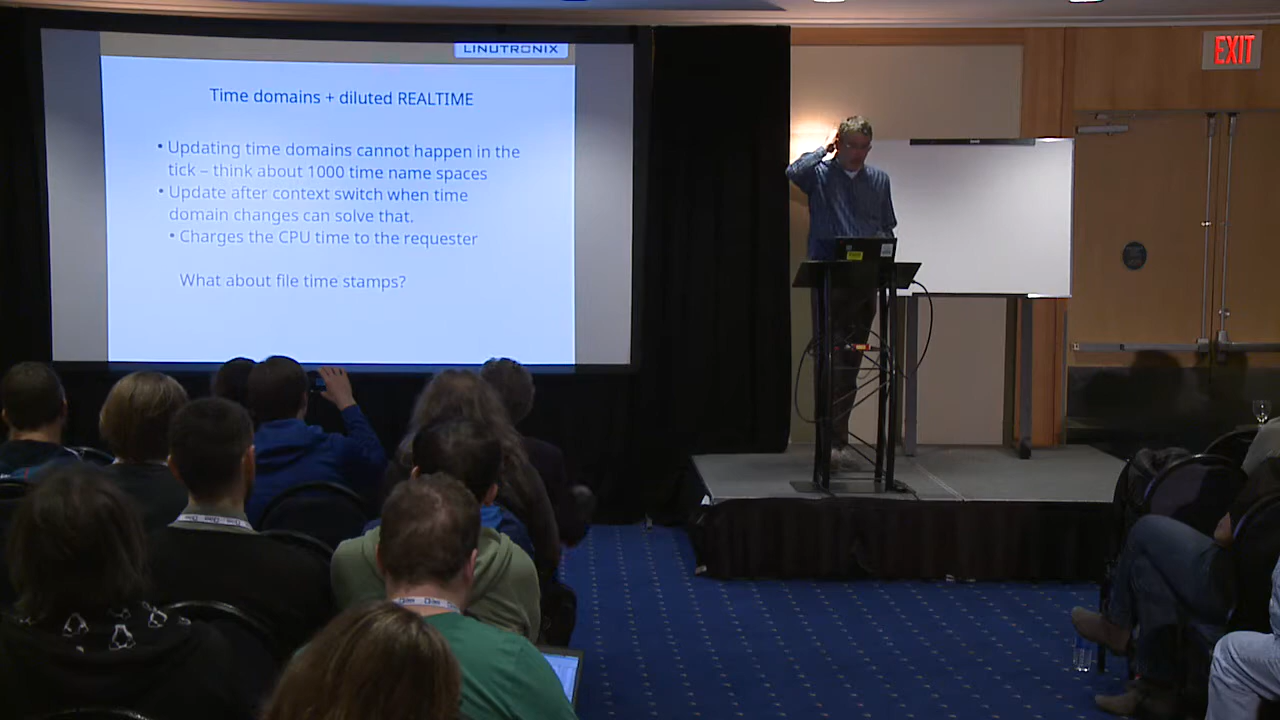 LINUTRONIX
Time domains + diluted REALTIME
• Updating time domains cannot happen in the
tick – think about 1000 time name spaces
• Update after context switch when time
domain changes can solve that.
• Charges the CPU time to the requester
What about file time stamps?
EXIT